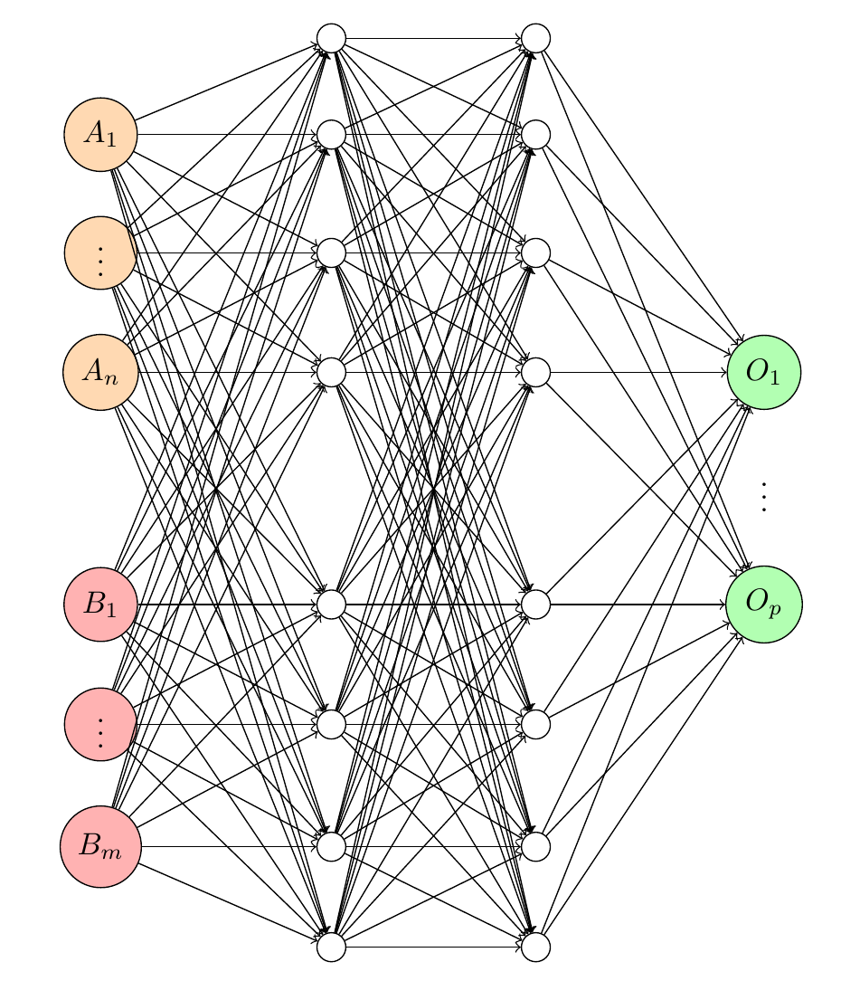 A₁
⋮
Aₙ
B₁
⋮
Bₘ
O₁
⋮
Oₚ